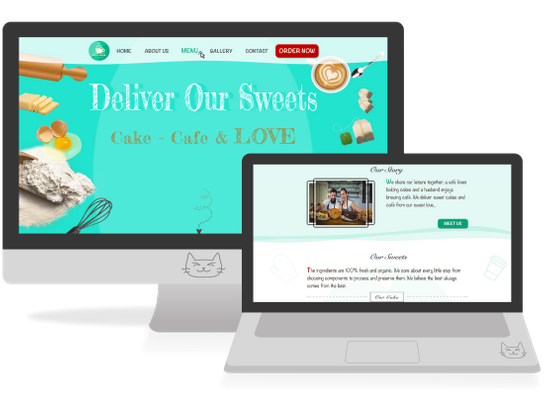 HOME ABOUT US MENU GALLERY CONTACT ORDER NOW
Deliver Our Sweets
Cake - Cafe & LOVE
Our Story
We share our leisure together, a wife loves
baking cakes and a husband enjoys
brewing café. We deliver sweet cakes and
café from our sweet love...
MEET US
Our Sweets
The ingredients are 100% fresh and organic. We care about every little step from
choosing components to process and preserve them. We believe the best always
comes from the best.
Our Cake